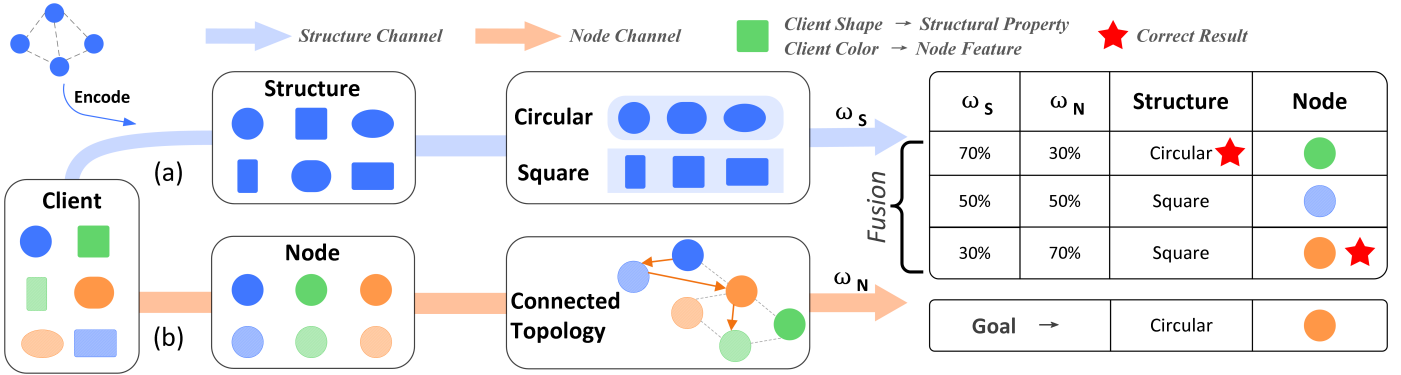 Structure Channel
Node Channel
Client Shape → Structural Property
Client Color → Node Feature
Correct Result
Encode
(a)
Client
(b)
Structure
Node
Circular
Square
Connected
Topology
ω S
ω N
Fusion
ω S ω N Structure Node
70% 30% Circular
50% 50% Square
30% 70% Square
Goal → Circular